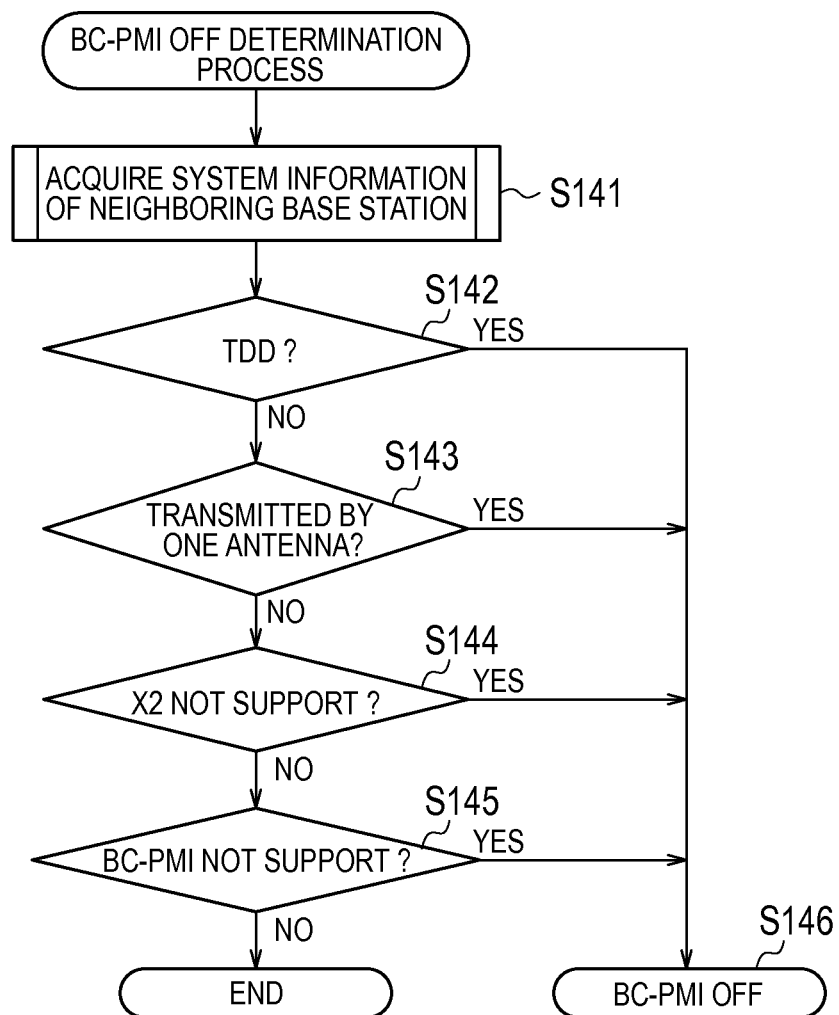 BC-PMI OFF DETERMINATION
PROCESS
ACQUIRE SYSTEM INFORMATION
OF NEIGHBORING BASE STATION
S141
S142
TDD ?
YES
NO
S143
TRANSMITTED BY
ONE ANTENNA?
YES
NO
S144
X2 NOT SUPPORT ?
YES
NO
S145
BC-PMI NOT SUPPORT ?
YES
NO
S146
END
BC-PMI OFF